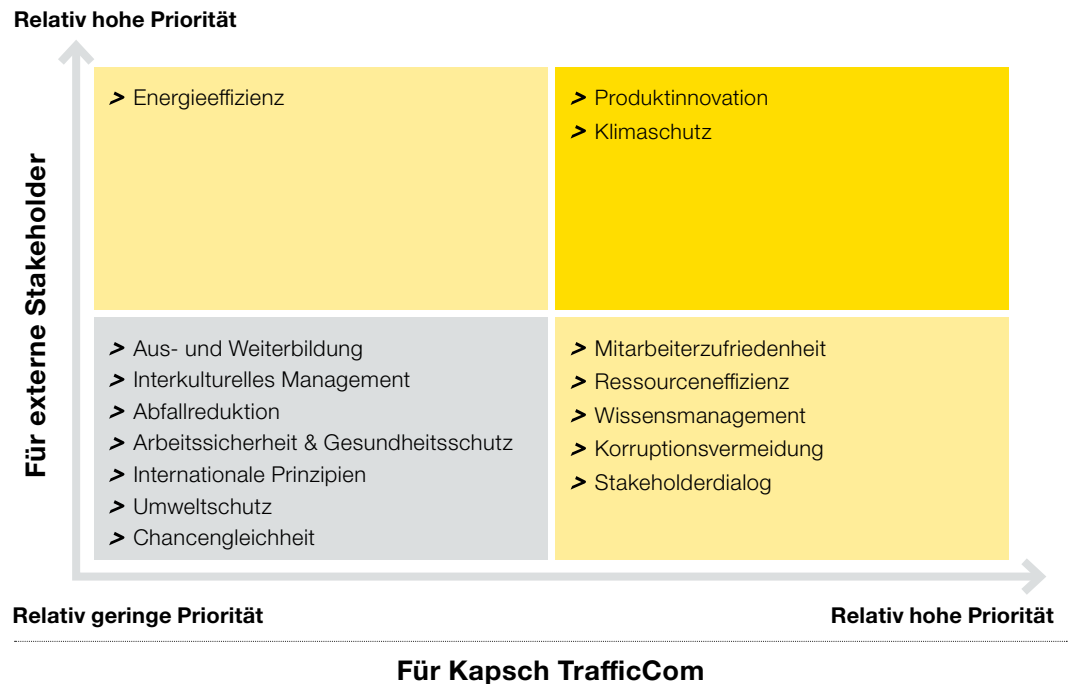 Relativ hohe Priorität
Für externe Stakeholder
> Energieeffizienz
> Produktinnovation
> Klimaschutz
> Aus- und Weiterbildung
> Interkulturelles Management
> Abfallreduktion
> Arbeitssicherheit & Gesundheitsschutz
> Internationale Prinzipien
> Umweltschutz
> Chancengleichheit
> Mitarbeiterzufriedenheit
> Ressourceneffizienz
> Wissensmanagement
> Korruptionsvermeidung
> Stakeholderdialog
Relativ geringe Priorität
Relativ hohe Priorität
Für Kapsch TrafficCom